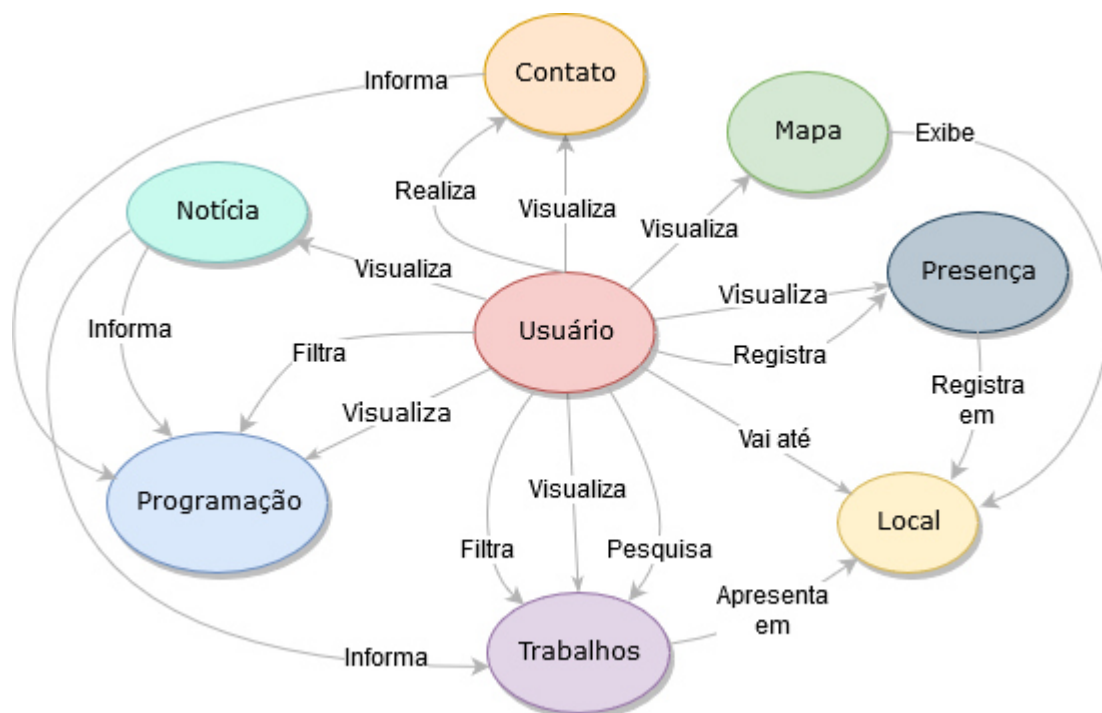 Contato
Informa
Mapa
Exibe
Realiza
Visualiza
Notícia
Visualiza
Visualiza
Presença
Visualiza
Usuário
Informa
Filtra
Registra
Registra
em
Visualiza
Vai até
Programação
Visualiza
Local
Filtra
Pesquisa
Apresenta
em
Informa
Trabalhos